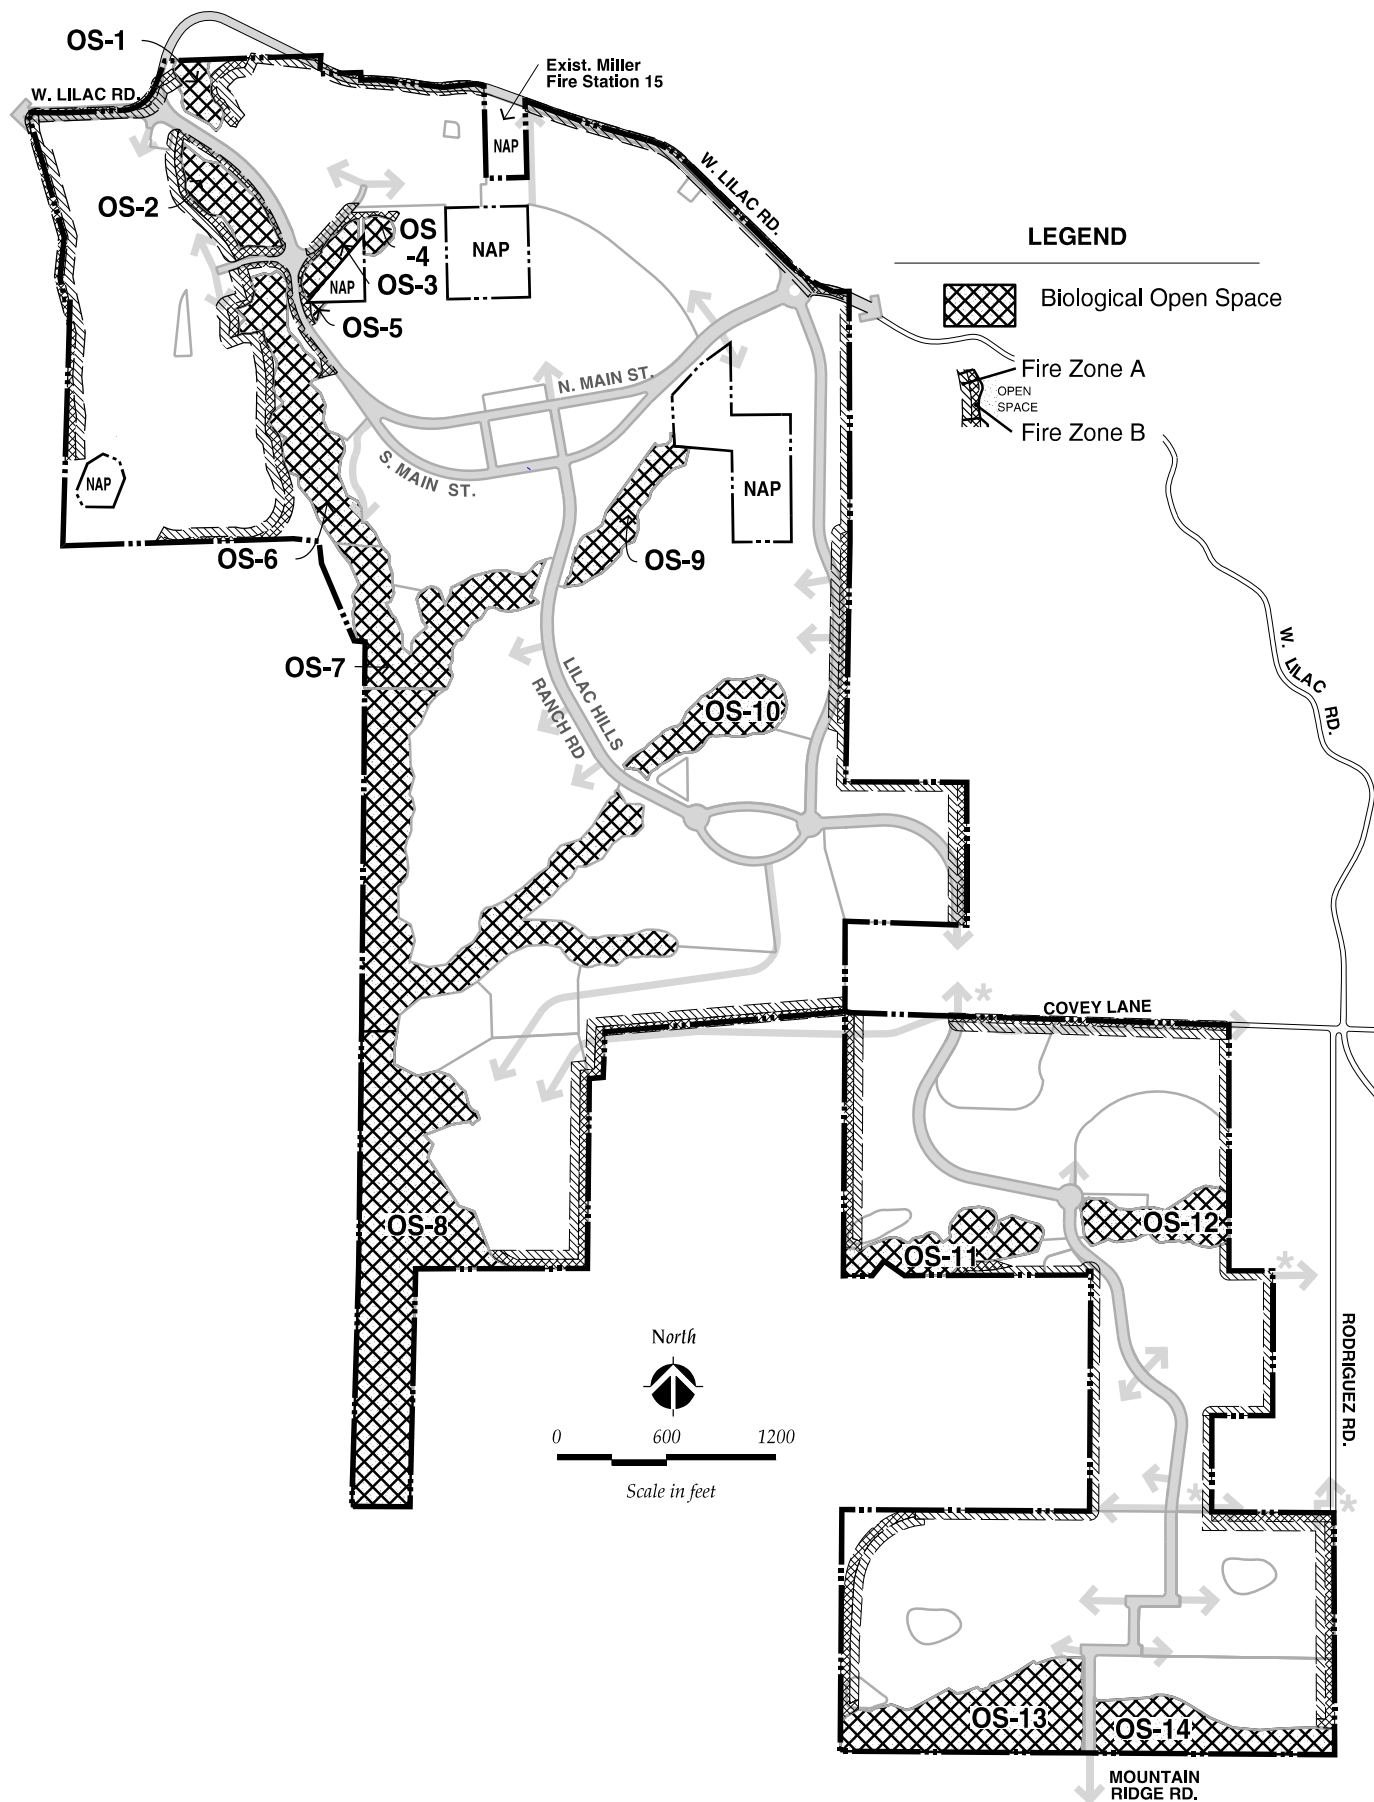 OS-1
Exist. Miller
Fire Station 15
W. LILAC RD.
NAP
W. LILAC RD.
OS-2
OS
-4
NAP
LEGEND
OS-3
NAP
Biological Open Space
OS-5
Fire Zone A
OPEN
SPACE
Fire Zone B
N. MAIN ST.
S. MAIN ST.
NAP
NAP
OS-6
OS-9
W. LILAC RD.
OS-7
LILAC HILLS
RANCH RD
OS-10
*
COVEY LANE
OS-8
OS-12
OS-11
*
North
RODRIGUEZ RD.
0 600 1200
Scale in feet
*
*
OS-13
OS-14
MOUNTAIN
RIDGE RD.